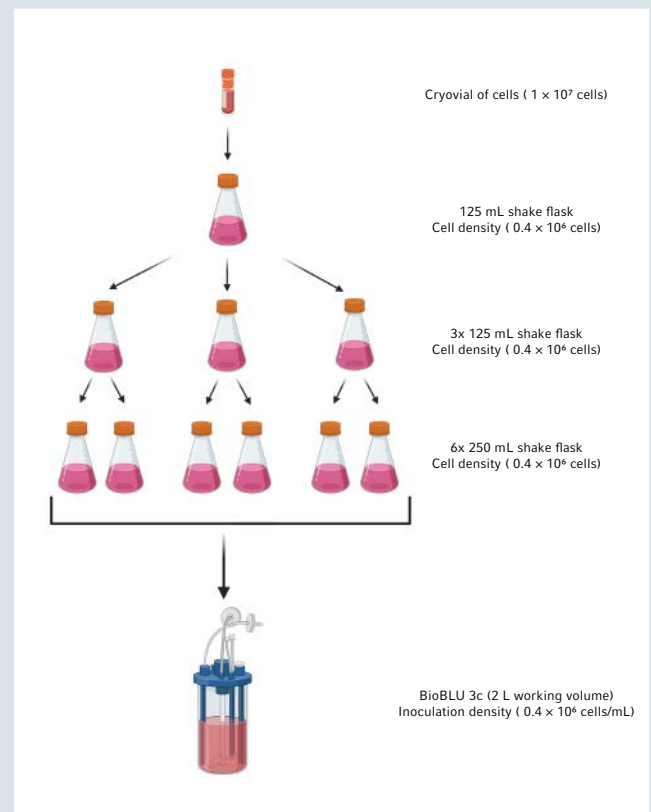 Cryovial of cells ( 1 × 10⁷ cells)
125 mL shake flask
Cell density ( 0.4 × 10⁶ cells)
3x 125 mL shake flask
Cell density ( 0.4 × 10⁶ cells)
6x 250 mL shake flask
Cell density ( 0.4 × 10⁶ cells)
BioBLU 3c (2 L working volume)
Inoculation density ( 0.4 × 10⁶ cells/mL)